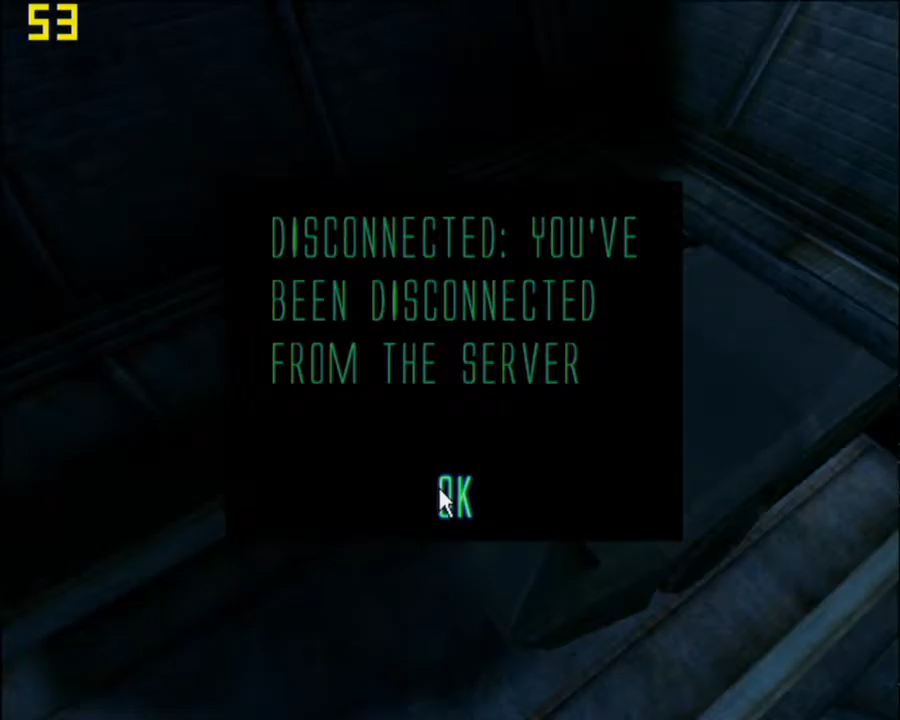 53
DISCONNECTED: YOU'VE
BEEN DISCONNECTED
FROM THE SERVER
OK